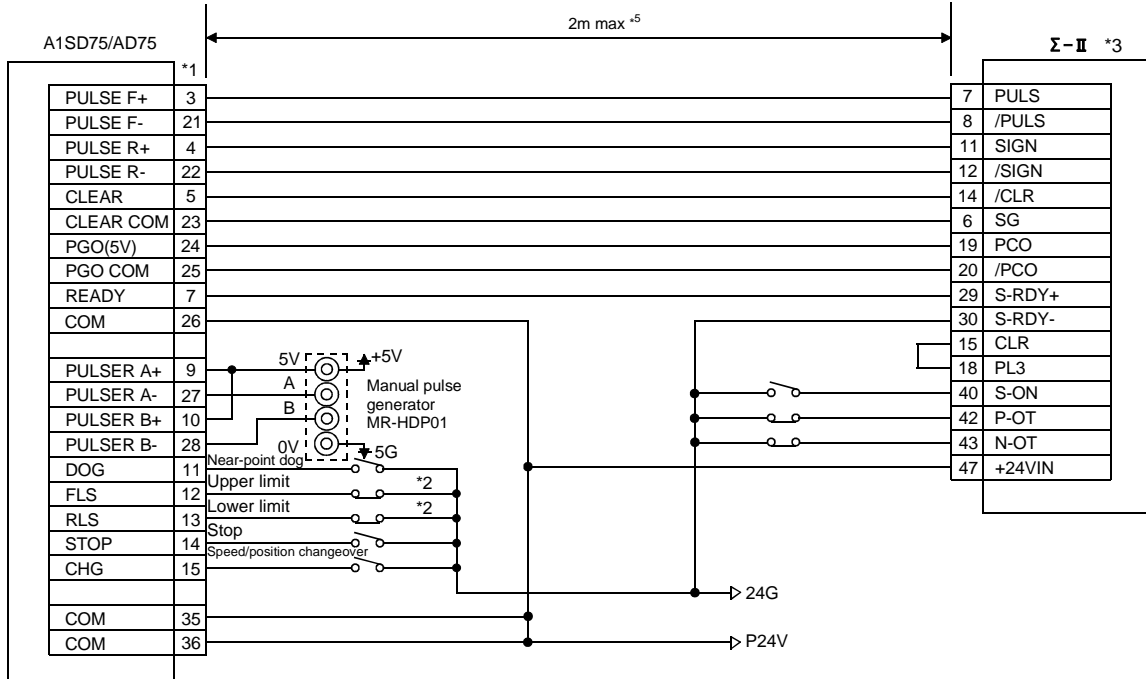 2m max *5
A1SD75/AD75
Σ-Ⅱ *3
*1
PULSE F+ 3
7 PULS
PULSE F- 21
8 /PULS
PULSE R+ 4
11 SIGN
PULSE R- 22
12 /SIGN
CLEAR 5
14 /CLR
CLEAR COM 23
6 SG
PGO(5V) 24
19 PCO
PGO COM 25
20 /PCO
READY 7
29 S-RDY+
COM 26
30 S-RDY-
15 CLR
18 PL3
40 S-ON
42 P-OT
43 N-OT
47 +24VIN
PULSER A+ 9
PULSER A- 27
PULSER B+ 10
PULSER B- 28
5V
+5V
A
B
0V
5G
Manual pulse
generator
MR-HDP01
DOG 11
Near-point dog
FLS 12
Upper limit *2
RLS 13
Lower limit *2
STOP 14
Stop
CHG 15
Speed/position changeover
24G
COM 35
COM 36
P24V